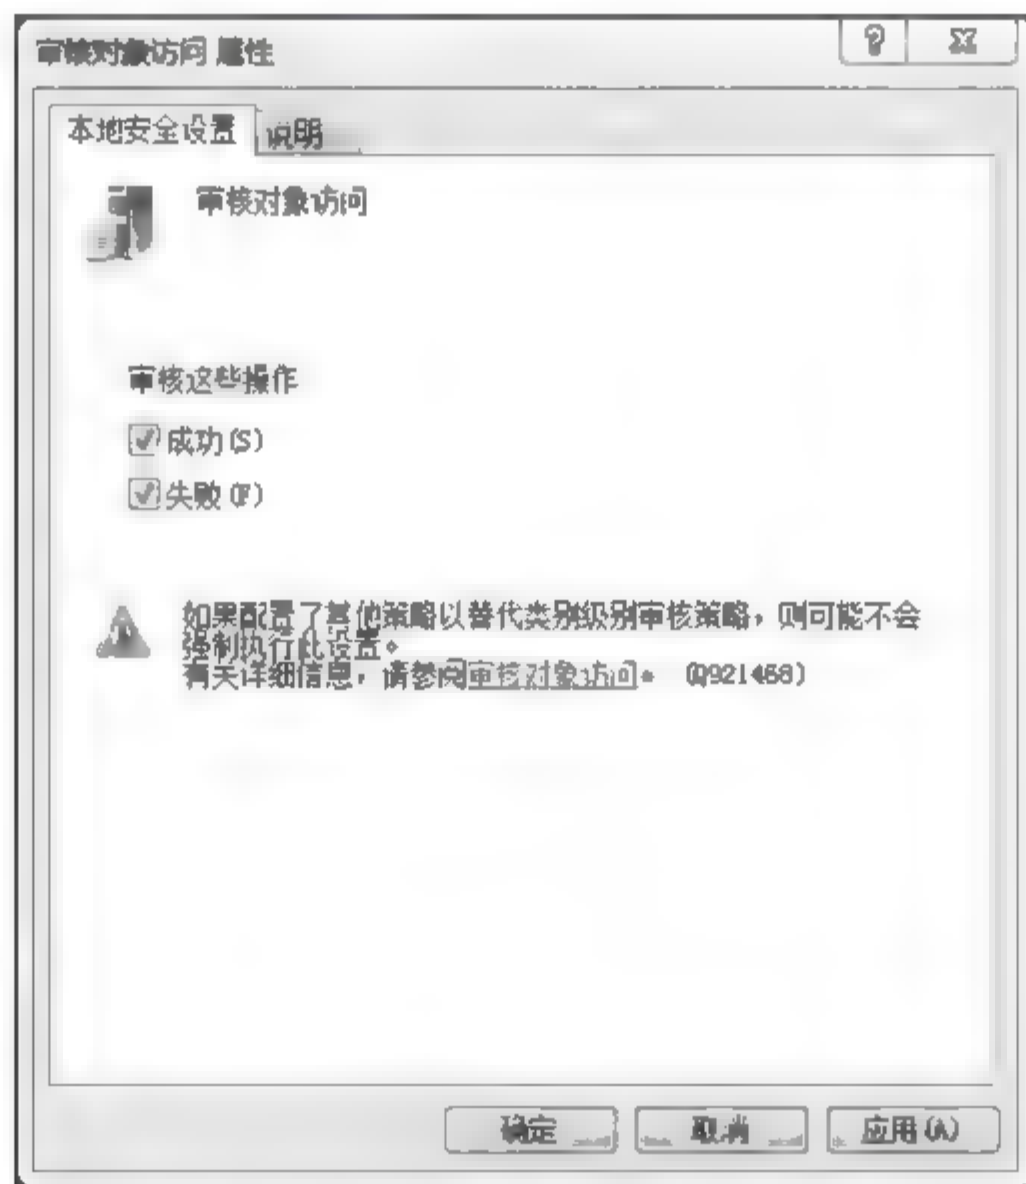 审核对象访问 属性
本地安全设置 说明
审核对象访问
审核这些操作
成功(S)
失败(F)
如果配置了其他策略以替代类别级别审核策略，则可能不会
强制执行此设置。
有关详细信息，请参阅审核对象访问。 (Q921468)
确定 取消 应用(A)